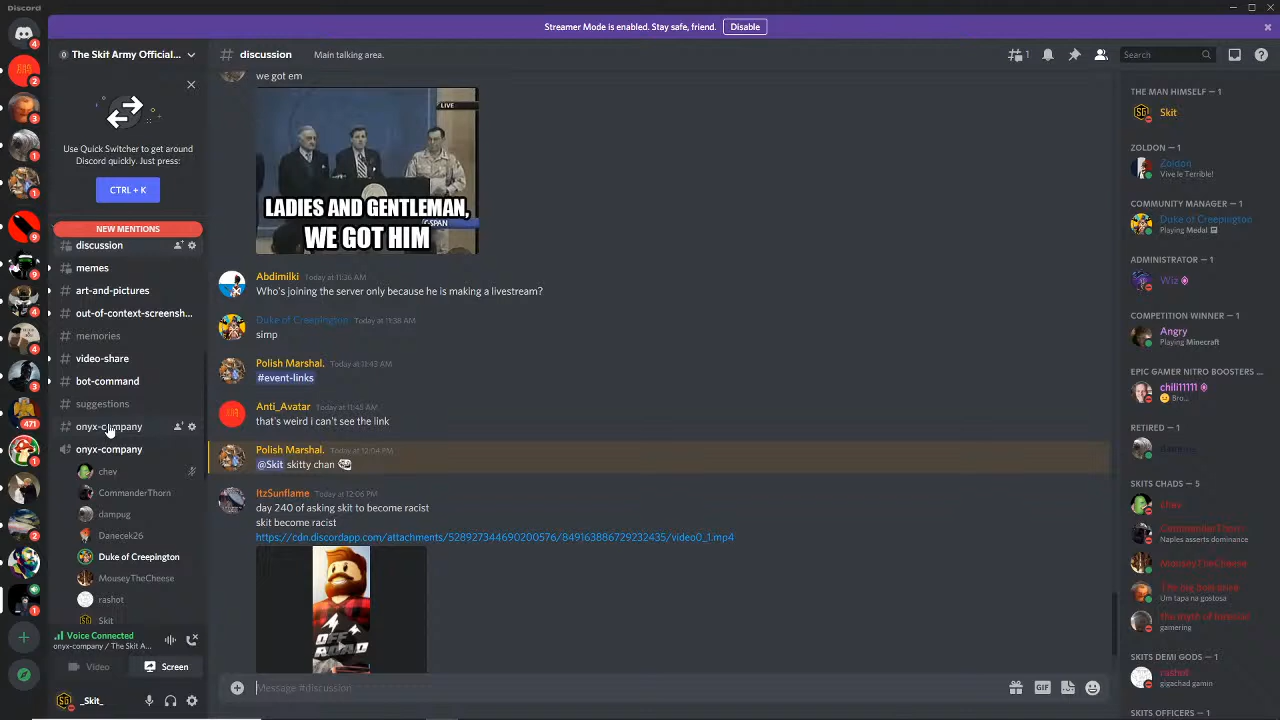 Discord
Streamer Mode is enabled. Stay safe, friend.
Disable
The Skit Army Official...
discussion
Main talking area.
1
Search
Use Quick Switcher to get around
Discord quickly. Just press:
CTRL + K
NEW MENTIONS
discussion
memes
art-and-pictures
out-of-context-screensh...
memories
video-share
bot-command
suggestions
onyx-company
onyx-company
chev
CommanderThorn
dampug
Danecek26
Duke of Creepington
MouseyTheCheese
rashot
Skit
Voice Connected
onyx-company / The Skit A...
Video
Screen
_Skit_
we got em
LIVE
LADIES AND GENTLEMAN,
C-SPAN
WE GOT HIM
Abdimilki Today at 11:36 AM
Who's joining the server only because he is making a livestream?
Duke of Creepington Today at 11:38 AM
simp
Polish Marshal. Today at 11:43 AM
#event-links
Anti_Avatar Today at 11:45 AM
that's weird i can't see the link
Polish Marshal. Today at 12:04 PM
@Skit skitty chan
ItzSunflame Today at 12:06 PM
day 240 of asking skit to become racist
skit become racist
https://cdn.discordapp.com/attachments/528927344690200576/849163886729232435/video0_1.mp4
OFF
ROAD
Message #discussion
GIF
THE MAN HIMSELF — 1
Skit
ZOLDON — 1
Zoldon
Vive le Terrible!
COMMUNITY MANAGER — 1
Duke of Creepington
Playing Medal
ADMINISTRATOR — 1
Wiz
COMPETITION WINNER — 1
Angry
Playing Minecraft
EPIC GAMER NITRO BOOSTERS ...
chili11111
Bro...
RETIRED — 1
dampug
SKITS CHADS — 5
chev
CommanderThorn
Naples asserts dominance
MouseyTheCheese
Um tapa na gostosa
gamering
SKITS DEMI GODS — 1
rashot
gigachad gamin
SKITS OFFICERS — 1